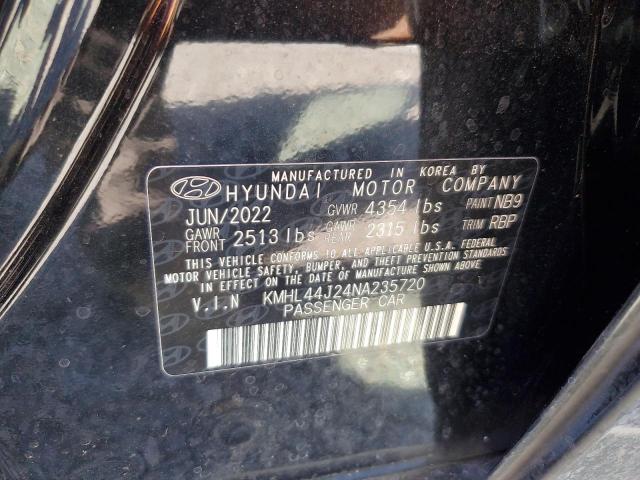 MANUFACTURED IN KOREA BY
HYUNDAI MOTOR COMPANY
JUN/2022 GVWR 4354 lbs PAINT NB9
GAWR FRONT 2513 lbs GAWR REAR 2315 lbs TRIM RBP
THIS VEHICLE CONFORMS TO ALL APPLICABLE U.S.A. FEDERAL
MOTOR VEHICLE SAFETY, BUMPER, AND THEFT PREVENTION STANDARDS
IN EFFECT ON THE DATE OF MANUFACTURE SHOWN ABOVE.
V.I.N KMHL44J24NA235720
PASSENGER CAR